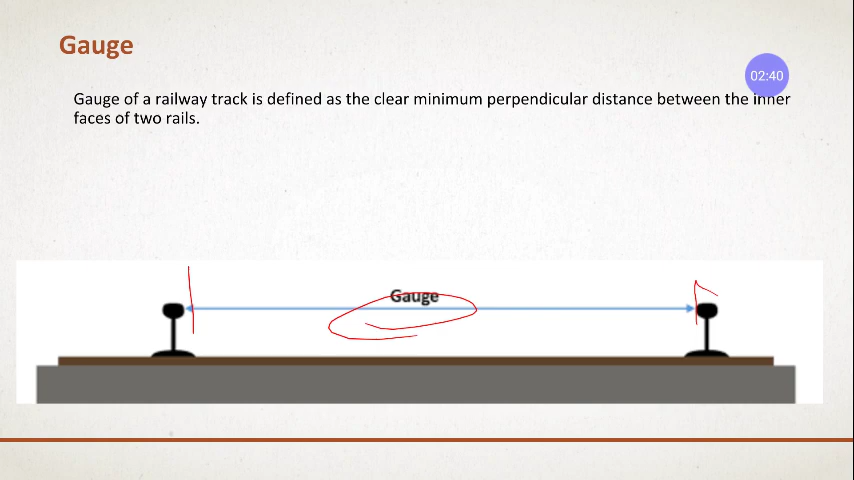 Gauge
02:40
Gauge of a railway track is defined as the clear minimum perpendicular distance between the inner
faces of two rails.
Gauge